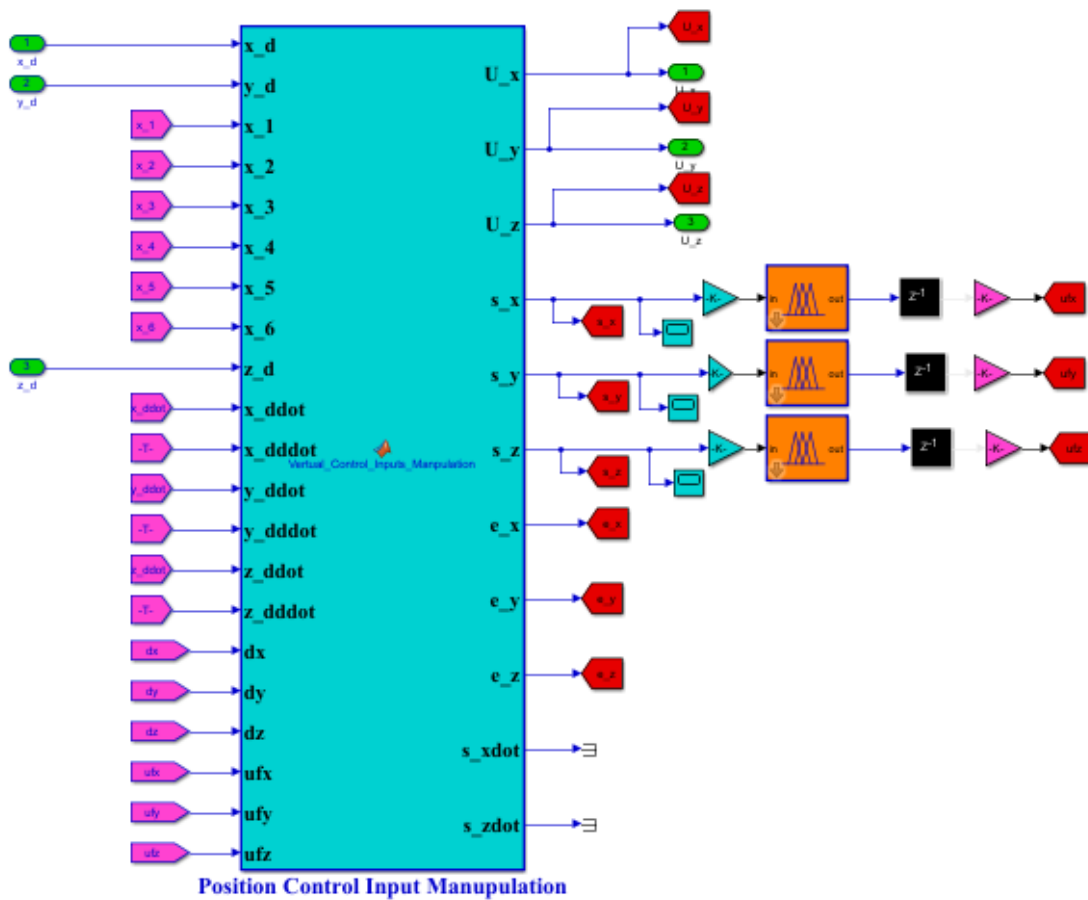 1
x_d
2
y_d
x_1
x_2
x_3
x_4
x_5
x_6
3
z_d
x_ddot
-T-
y_ddot
-T-
z_ddot
-T-
dx
dy
dz
ufx
ufy
ufz
x_d
y_d
x_1
x_2
x_3
x_4
x_5
x_6
z_d
x_ddot
x_dddot
y_ddot
y_dddot
z_ddot
z_dddot
dx
dy
dz
ufx
ufy
ufz
Vertual_Control_Inputs_Manpulation
U_x
U_y
U_z
s_x
s_y
s_z
e_x
e_y
e_z
s_xdot
s_zdot
U_x
1
U_x
U_y
2
U_y
U_z
3
U_z
s_x
-K-
in
out
z-1
-K-
ufx
s_y
-K-
in
out
z-1
-K-
ufy
s_z
-K-
in
out
z-1
-K-
ufz
e_x
e_y
e_z
Position Control Input Manupulation